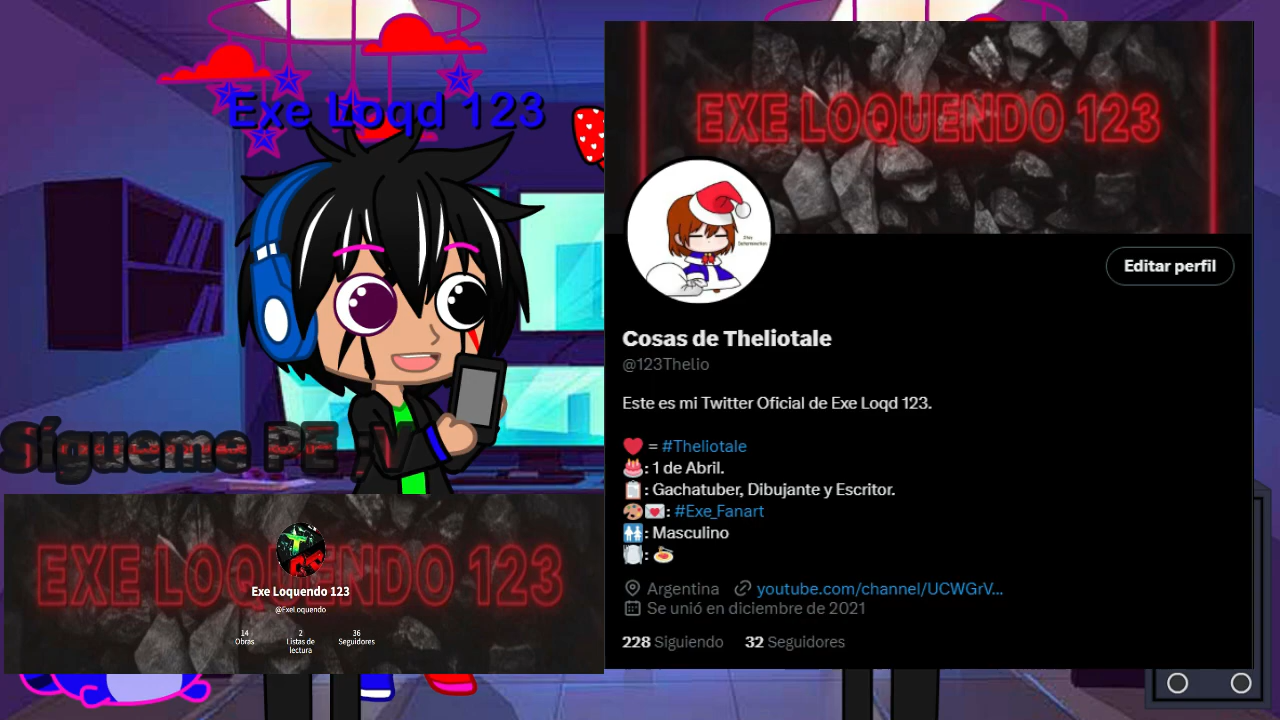 Exe Loqd 123
EXE LOQUENDO 123
Editar perfil
Cosas de Theliotale
@123Thelio
Este es mi Twitter Oficial de Exe Loqd 123.
❤️ = #Theliotale
🎂: 1 de Abril.
📋: Gachatuber, Dibujante y Escritor.
🎨💌: #Exe_Fanart
🚻: Masculino
🍽️: 🍝
Argentina youtube.com/channel/UCWGrV...
Se unió en diciembre de 2021
228 Siguiendo 32 Seguidores
Sígueme PE
EXE LOQUENDO 123
Exe Loquendo 123
@ExeLoquendo
14 2 36
Obras Listas de Seguidores
lectura